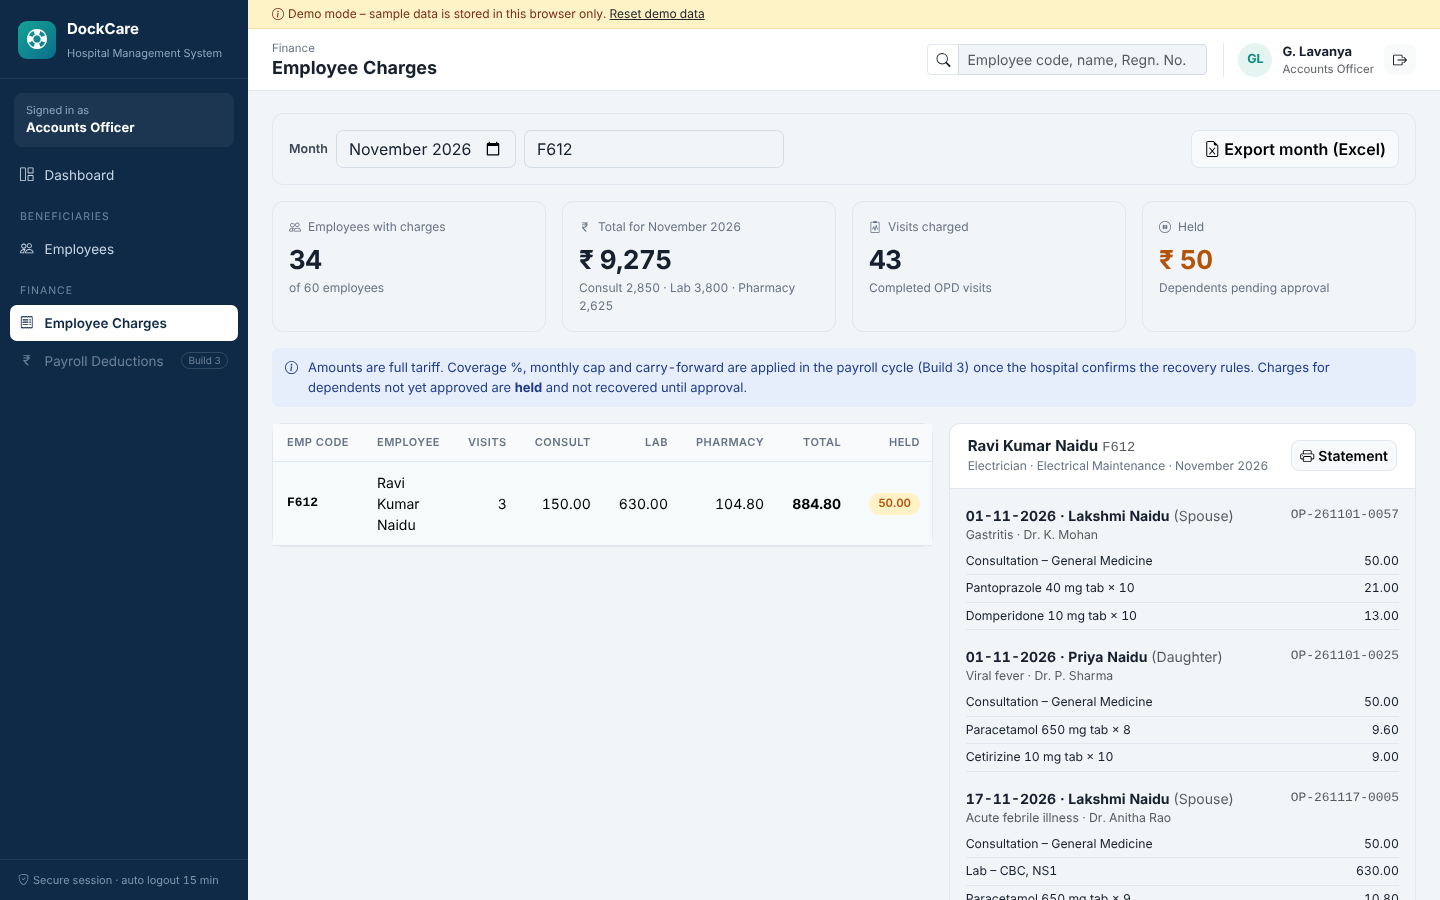 DockCare
Hospital Management System
Signed in as
Accounts Officer
Dashboard
BENEFICIARIES
Employees
FINANCE
Employee Charges
₹ Payroll Deductions Build 3
Secure session · auto logout 15 min
Demo mode – sample data is stored in this browser only. Reset demo data
Finance
Employee Charges
Employee code, name, Regn. No.
GL
G. Lavanya
Accounts Officer
Month November 2026 F612
Export month (Excel)
Employees with charges
34
of 60 employees
₹ Total for November 2026
₹ 9,275
Consult 2,850 · Lab 3,800 · Pharmacy
2,625
Visits charged
43
Completed OPD visits
Held
₹ 50
Dependents pending approval
Amounts are full tariff. Coverage %, monthly cap and carry-forward are applied in the payroll cycle (Build 3) once the hospital confirms the recovery rules. Charges for
dependents not yet approved are held and not recovered until approval.
EMP CODE EMPLOYEE VISITS CONSULT LAB PHARMACY TOTAL HELD
F612 Ravi Kumar Naidu 3 150.00 630.00 104.80 884.80 50.00
Ravi Kumar Naidu F612
Electrician · Electrical Maintenance · November 2026
Statement
01-11-2026 · Lakshmi Naidu (Spouse) OP-261101-0057
Gastritis · Dr. K. Mohan
Consultation – General Medicine 50.00
Pantoprazole 40 mg tab × 10 21.00
Domperidone 10 mg tab × 10 13.00
01-11-2026 · Priya Naidu (Daughter) OP-261101-0025
Viral fever · Dr. P. Sharma
Consultation – General Medicine 50.00
Paracetamol 650 mg tab × 8 9.60
Cetirizine 10 mg tab × 10 9.00
17-11-2026 · Lakshmi Naidu (Spouse) OP-261117-0005
Acute febrile illness · Dr. Anitha Rao
Consultation – General Medicine 50.00
Lab – CBC, NS1 630.00
Paracetamol 650 mg tab × 9 10.80